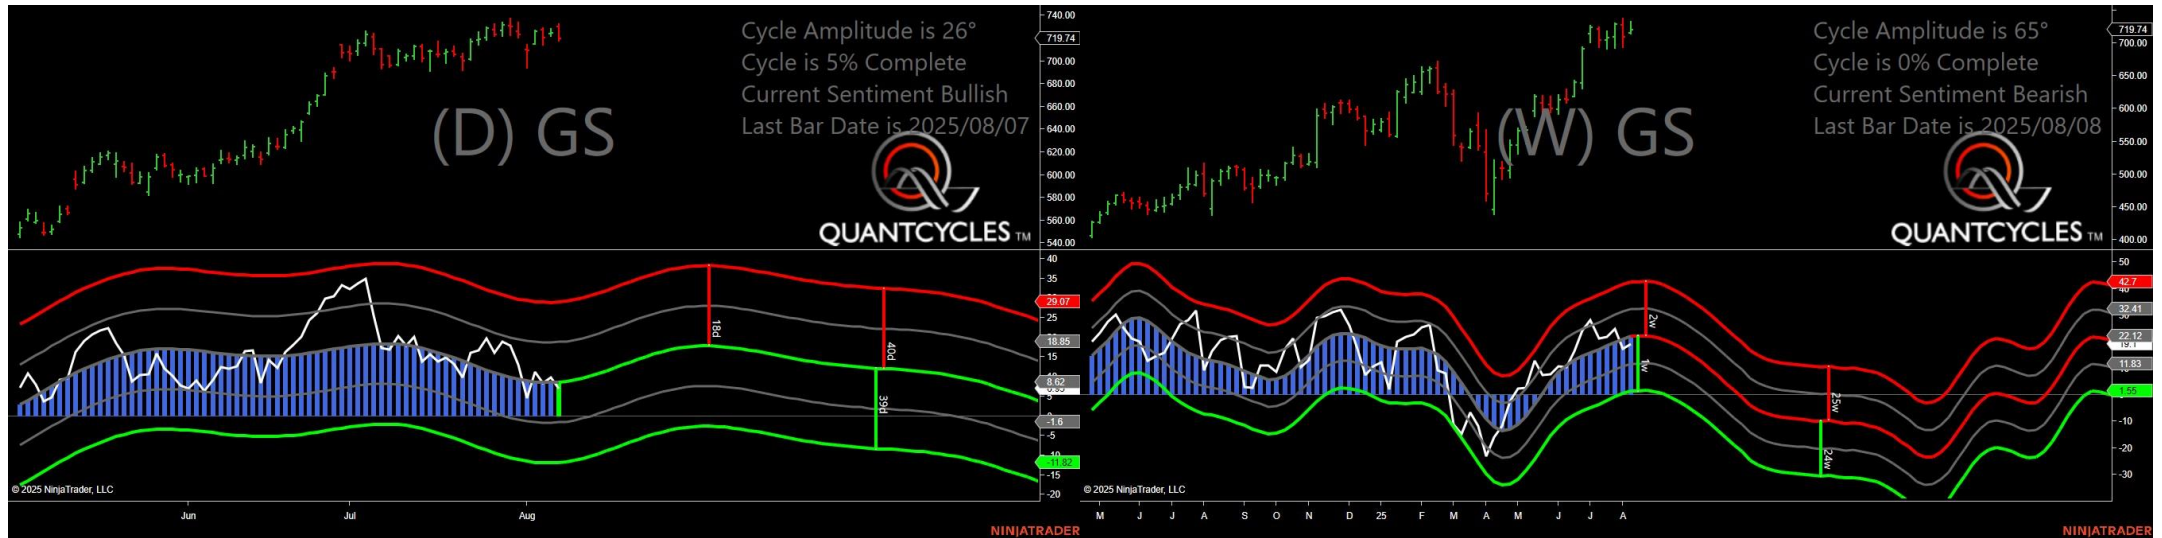 Cycle Amplitude is 26°
Cycle is 5% Complete
Current Sentiment Bullish
Last Bar Date is 2025/08/07
(D) GS
QUANTCYCLES TM
740.00
719.74
700.00
680.00
660.00
640.00
620.00
600.00
580.00
560.00
540.00
40
35
29.07
25
18.85
15
8.62
5
-1.6
-5
-11.82
-15
-20
18d
40d
39d
© 2025 NinjaTrader, LLC
Jun
Jul
Aug
NINJATRADER
Cycle Amplitude is 65°
Cycle is 0% Complete
Current Sentiment Bearish
Last Bar Date is 2025/08/08
(W) GS
QUANTCYCLES TM
719.74
700.00
650.00
600.00
550.00
500.00
450.00
400.00
50
42.7
40
32.41
22.12
19.1
11.83
1.55
-10
-20
-30
2w
1w
25w
24w
© 2025 NinjaTrader, LLC
M J J A S O N D 25 F M A M J J A
NINJATRADER